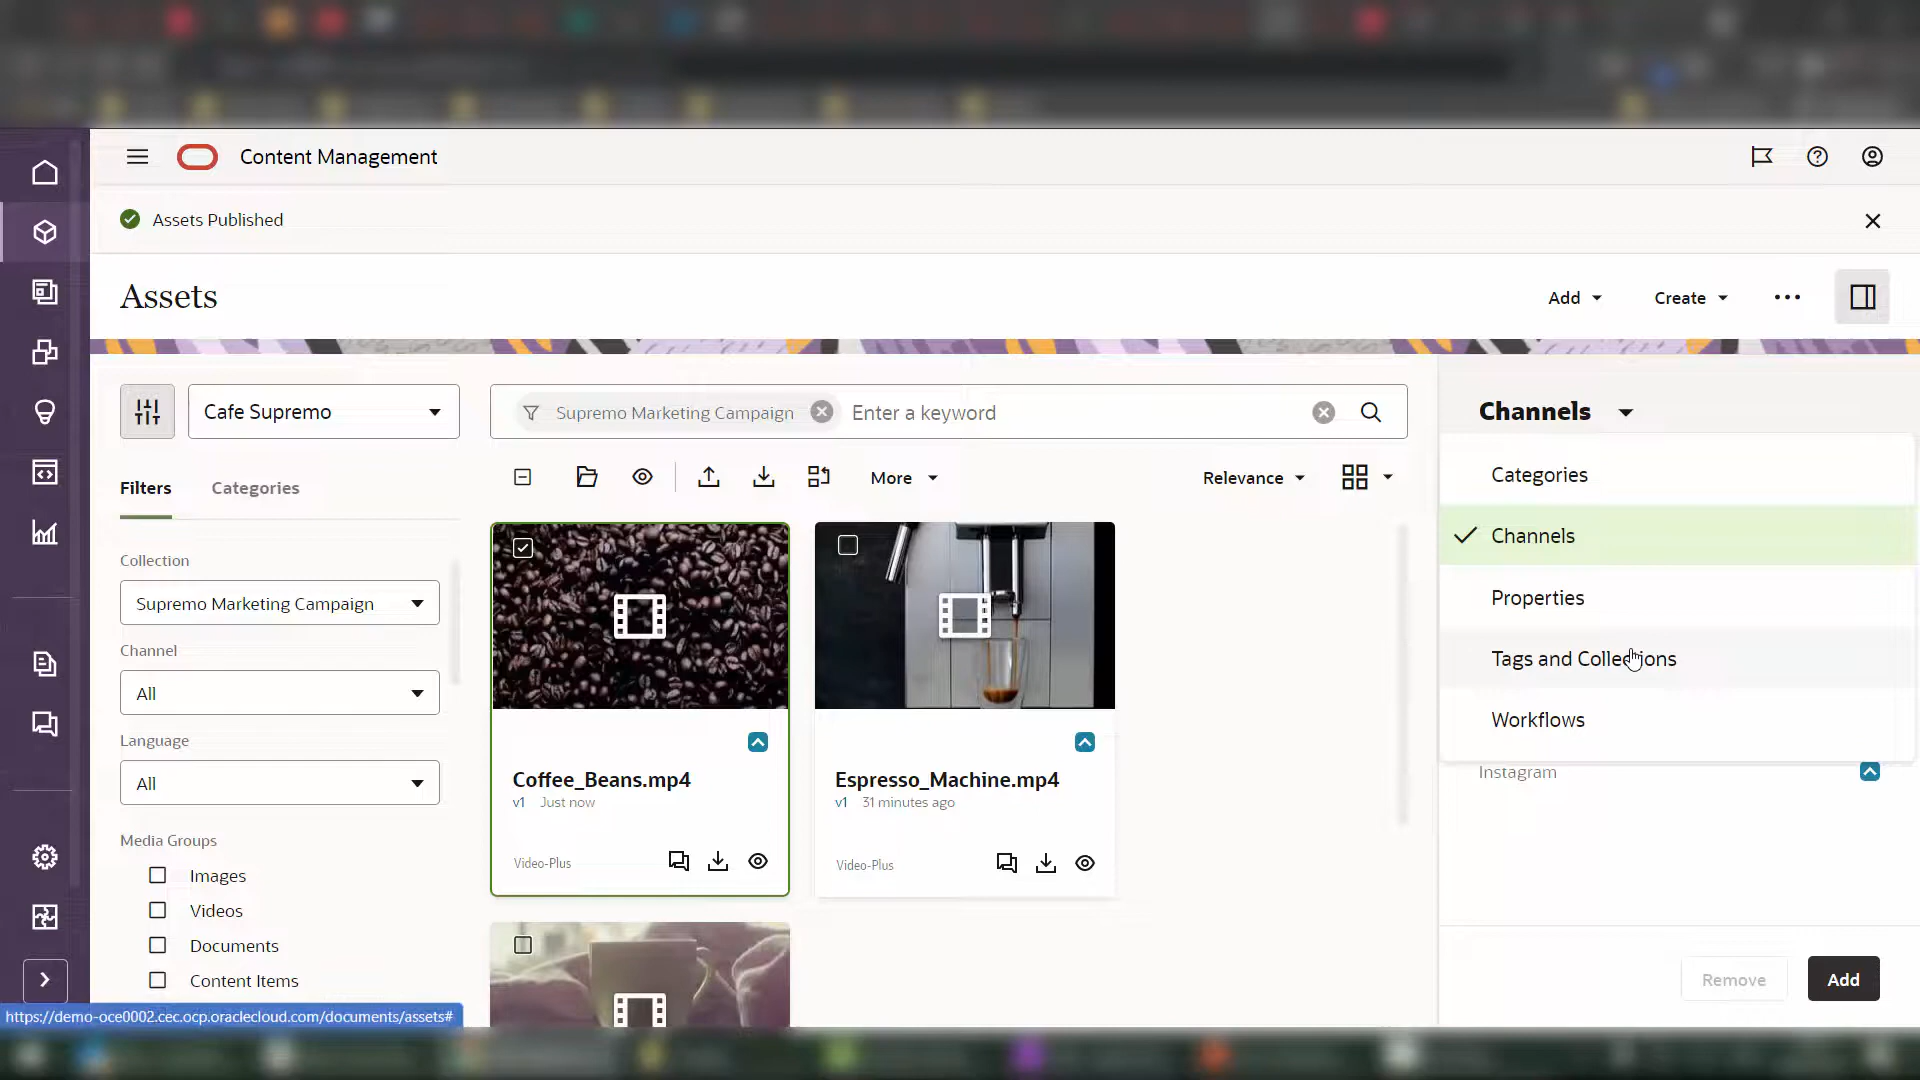 Content Management
Assets Published
Assets
Add
Create
Cafe Supremo
Supremo Marketing Campaign
Enter a keyword
Channels
Categories
Channels
Properties
Tags and Collections
Workflows
Instagram
Filters
Categories
More
Relevance
Collection
Supremo Marketing Campaign
Channel
All
Language
All
Media Groups
Images
Videos
Documents
Content Items
Coffee_Beans.mp4
v1 Just now
Video-Plus
Espresso_Machine.mp4
v1 31 minutes ago
Video-Plus
Remove
Add
https://demo-oce0002.cec.ocp.oraclecloud.com/documents/assets#